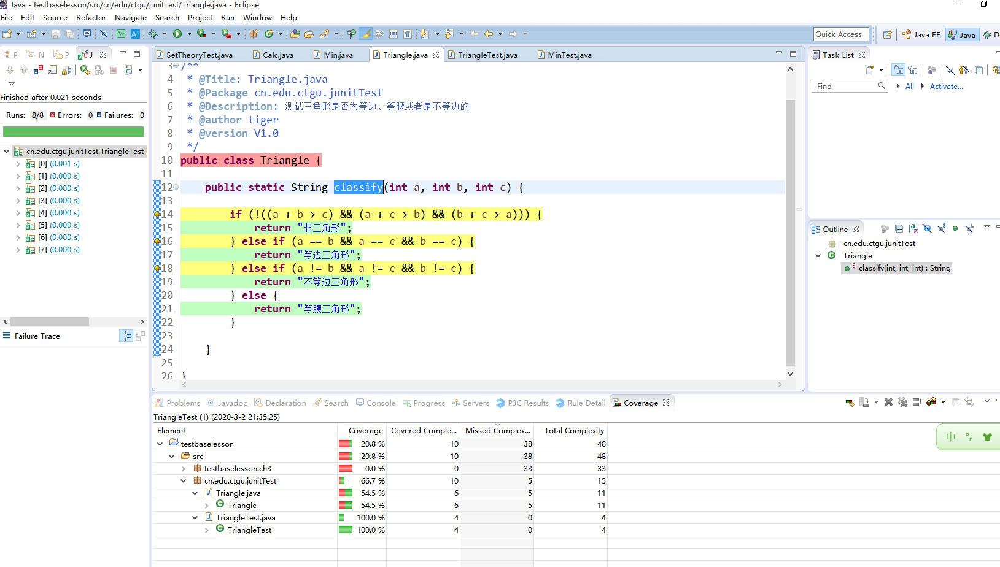 Java - testbaselesson/src/cn/edu/ctgu/junitTest/Triangle.java - Eclipse
File Edit Source Refactor Navigate Search Project Run Window Help
Quick Access Java EE Java D
P N P J
Finished after 0.021 seconds
Runs: 8/8 Errors: 0 Failures: 0
cn.edu.ctgu.junitTest.TriangleTest
[0] (0.001 s)
[1] (0.000 s)
[2] (0.000 s)
[3] (0.000 s)
[4] (0.000 s)
[5] (0.000 s)
[6] (0.000 s)
[7] (0.000 s)
Failure Trace
SetTheoryTest.java Calc.java Min.java Triangle.java TriangleTest.java MinTest.java
3 /**
4 * @Title: Triangle.java
5 * @Package cn.edu.ctgu.junitTest
6 * @Description: 测试三角形是否为等边、等腰或者是不等边的
7 * @author tiger
8 * @version V1.0
9 */
10 public class Triangle {
11
12 public static String classify(int a, int b, int c) {
13
14 if (!((a + b > c) && (a + c > b) && (b + c > a))) {
15 return "非三角形";
16 } else if (a == b && a == c && b == c) {
17 return "等边三角形";
18 } else if (a != b && a != c && b != c) {
19 return "不等边三角形";
20 } else {
21 return "等腰三角形";
22 }
23
24 }
25
26 }
Task List
Find All Activate...
Outline
cn.edu.ctgu.junitTest
Triangle
S classify(int, int, int) : String
Problems Javadoc Declaration Search Console Progress Servers P3C Results Rule Detail Coverage
TriangleTest (1) (2020-3-2 21:35:25)
Element Coverage Covered Comple... Missed Complex... Total Complexity
testbaselesson 20.8 % 10 38 48
src 20.8 % 10 38 48
testbaselesson.ch3 0.0 % 0 33 33
cn.edu.ctgu.junitTest 66.7 % 10 5 15
Triangle.java 54.5 % 6 5 11
Triangle 54.5 % 6 5 11
TriangleTest.java 100.0 % 4 0 4
TriangleTest 100.0 % 4 0 4
中 °,